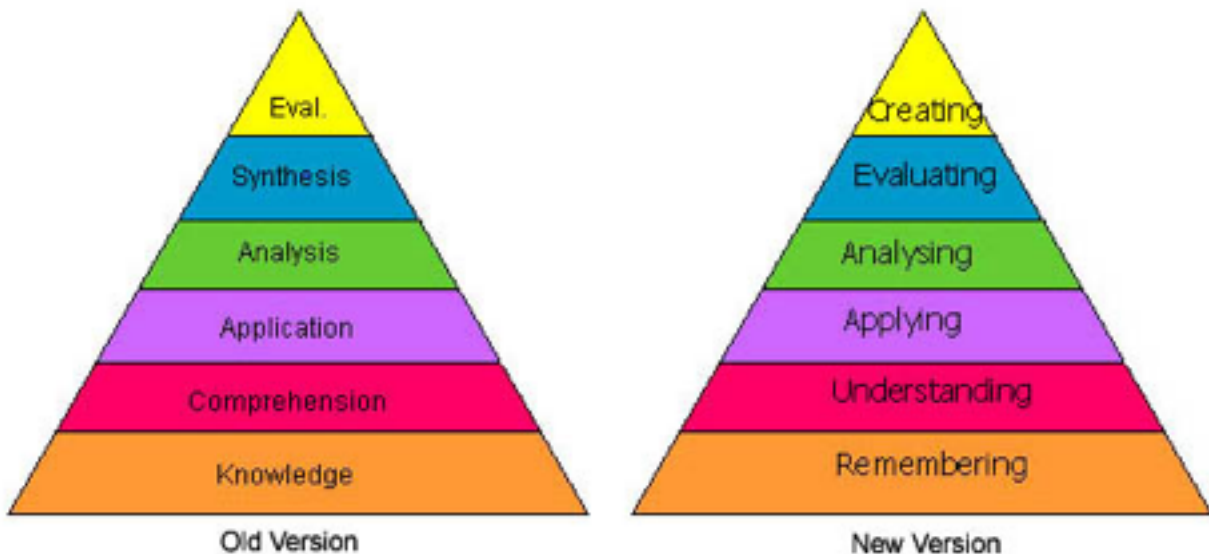 Eval.
Synthesis
Analysis
Application
Comprehension
Knowledge
Old Version
Creating
Evaluating
Analysing
Applying
Understanding
Remembering
New Version